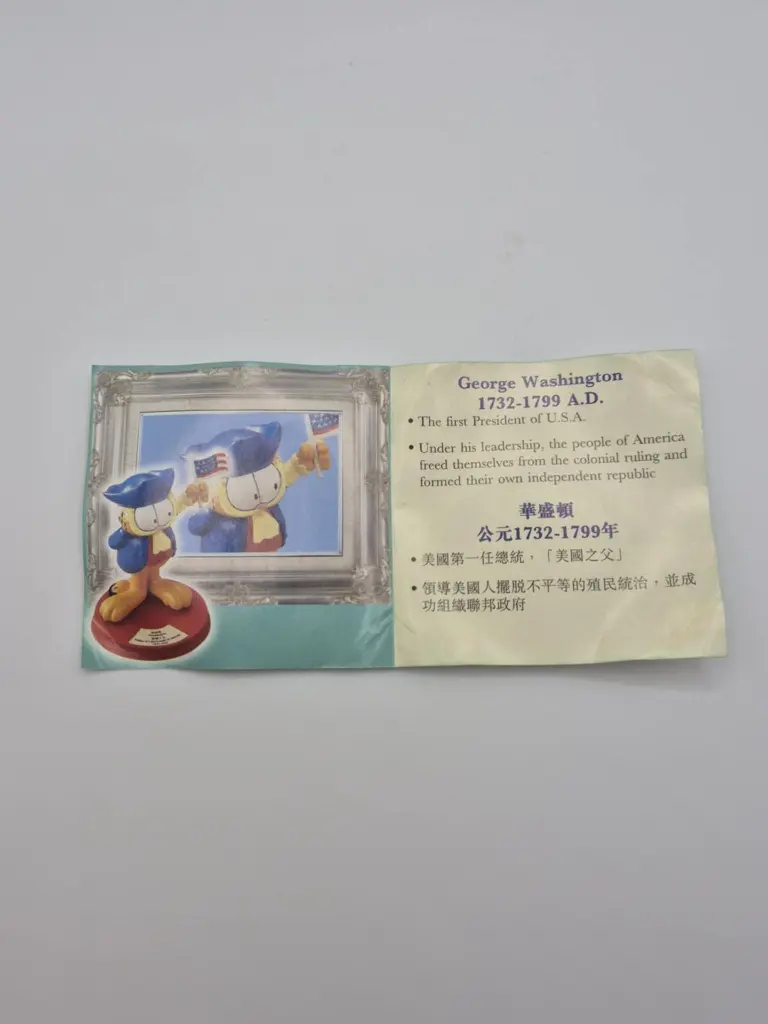 George Washington
1732-1799 A.D.
• The first President of U.S.A.
• Under his leadership, the people of America
freed themselves from the colonial ruling and
formed their own independent republic
華盛頓
公元1732-1799年
• 美國第一任總統，「美國之父」
• 領導美國人擺脱不平等的殖民統治，並成
功組織聯邦政府